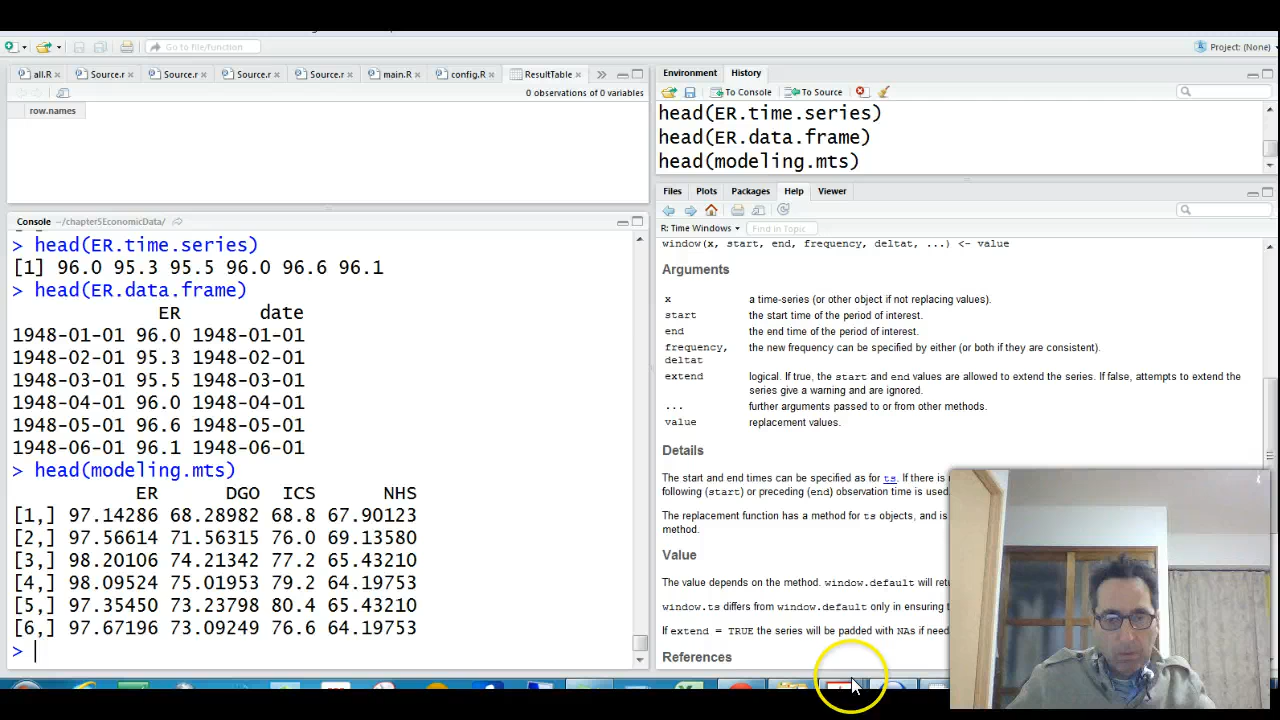 Go to file/function
Project: (None)
all.R
Source.r
Source.r
Source.r
Source.r
main.R
config.R
ResultTable
0 observations of 0 variables
row.names
Environment
History
To Console
To Source
head(ER.time.series)
head(ER.data.frame)
head(modeling.mts)
Console ~/chapter5EconomicData/
> head(ER.time.series)
[1] 96.0 95.3 95.5 96.0 96.6 96.1
> head(ER.data.frame)
ER date
1948-01-01 96.0 1948-01-01
1948-02-01 95.3 1948-02-01
1948-03-01 95.5 1948-03-01
1948-04-01 96.0 1948-04-01
1948-05-01 96.6 1948-05-01
1948-06-01 96.1 1948-06-01
> head(modeling.mts)
ER DGO ICS NHS
[1,] 97.14286 68.28982 68.8 67.90123
[2,] 97.56614 71.56315 76.0 69.13580
[3,] 98.20106 74.21342 77.2 65.43210
[4,] 98.09524 75.01953 79.2 64.19753
[5,] 97.35450 73.23798 80.4 65.43210
[6,] 97.67196 73.09249 76.6 64.19753
>
Files
Plots
Packages
Help
Viewer
R: Time Windows
Find in Topic
window(x, start, end, frequency, deltat, ...) <- value
Arguments
x a time-series (or other object if not replacing values).
start the start time of the period of interest.
end the end time of the period of interest.
frequency, the new frequency can be specified by either (or both if they are consistent).
deltat
extend logical. If true, the start and end values are allowed to extend the series. If false, attempts to extend the
series give a warning and are ignored.
... further arguments passed to or from other methods.
value replacement values.
Details
The start and end times can be specified as for ts. If there is
following (start) or preceding (end) observation time is used.
The replacement function has a method for ts objects, and is
method.
Value
The value depends on the method. window.default will
window.ts differs from window.default only in ensuring
If extend = TRUE the series will be padded with NAs if
References